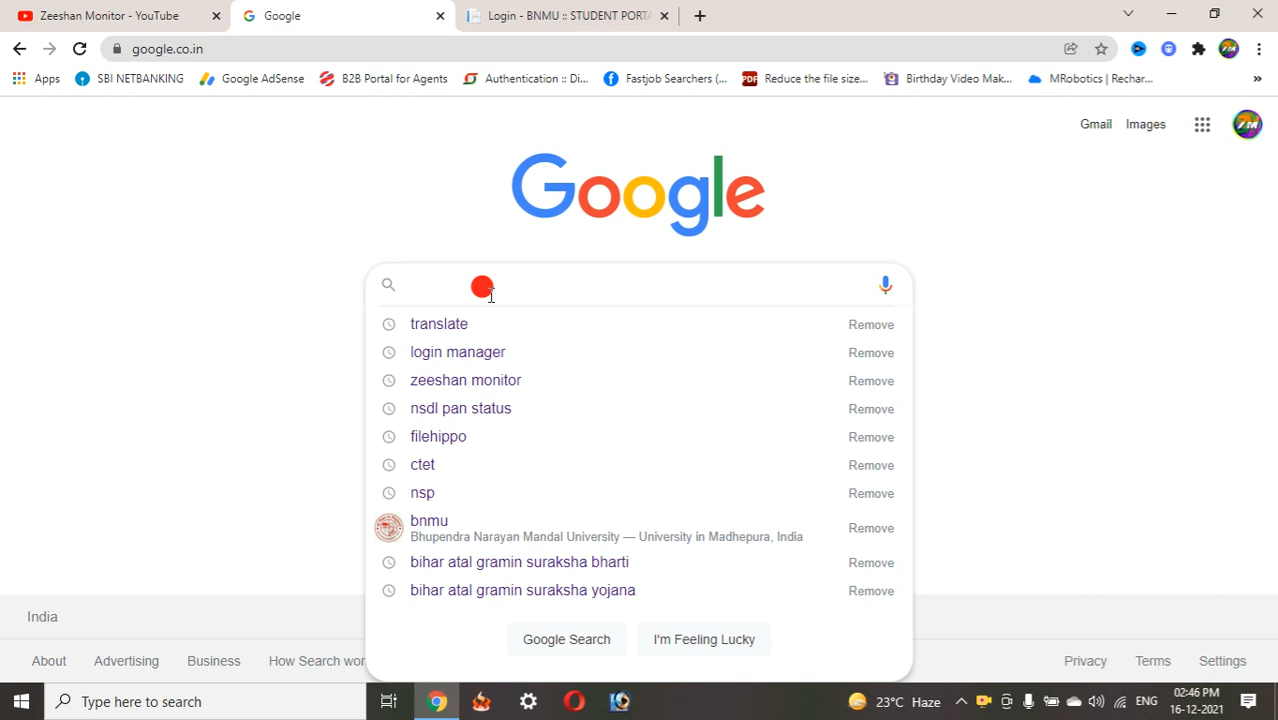 Zeeshan Monitor - YouTube
Google
Login - BNMU :: STUDENT PORTA
google.co.in
Apps
SBI NETBANKING
Google AdSense
B2B Portal for Agents
Authentication :: Di...
Fastjob Searchers (...
PDF
Reduce the file size...
Birthday Video Mak...
MRobotics | Rechar...
»
Gmail
Images
ZM
Google
translate
Remove
login manager
Remove
zeeshan monitor
Remove
nsdl pan status
Remove
filehippo
Remove
ctet
Remove
nsp
Remove
bnmu
Bhupendra Narayan Mandal University — University in Madhepura, India
Remove
bihar atal gramin suraksha bharti
Remove
bihar atal gramin suraksha yojana
Remove
Google Search
I'm Feeling Lucky
India
About
Advertising
Business
How Search wor
Privacy
Terms
Settings
Type here to search
23°C Haze
ENG
02:46 PM
16-12-2021